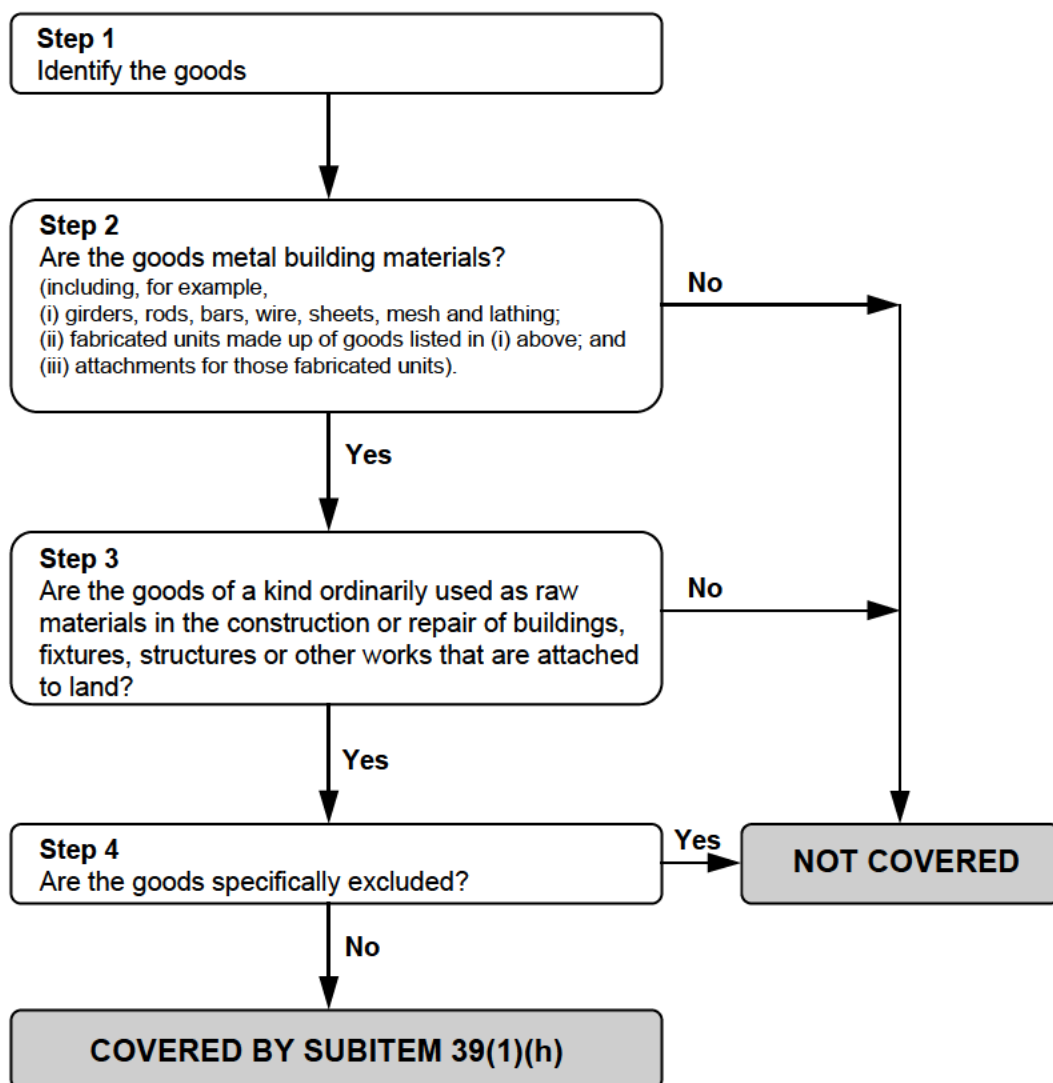 Step 1
Identify the goods
Step 2
Are the goods metal building materials?
(including, for example,
(i) girders, rods, bars, wire, sheets, mesh and lathing;
(ii) fabricated units made up of goods listed in (i) above; and
(iii) attachments for those fabricated units).
No
Yes
Step 3
Are the goods of a kind ordinarily used as raw
materials in the construction or repair of buildings,
fixtures, structures or other works that are attached
to land?
No
Yes
Step 4
Are the goods specifically excluded?
Yes
NOT COVERED
No
COVERED BY SUBITEM 39(1)(h)